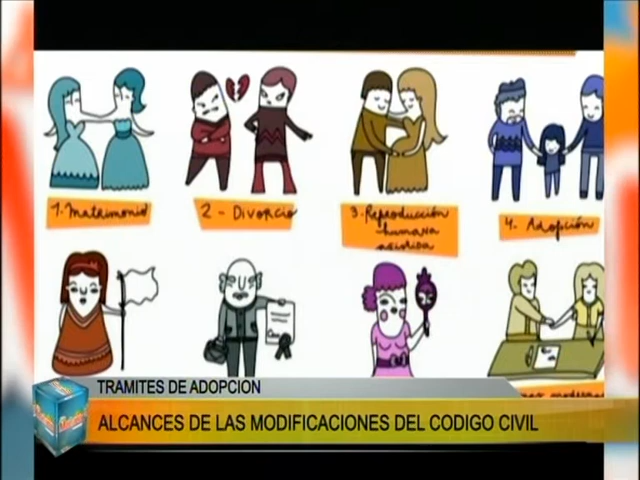 1-Matrimonio
2 - Divorcio
3-Reproducción
humana
asistida
4. Adopción
TRAMITES DE ADOPCION
ALCANCES DE LAS MODIFICACIONES DEL CODIGO CIVIL